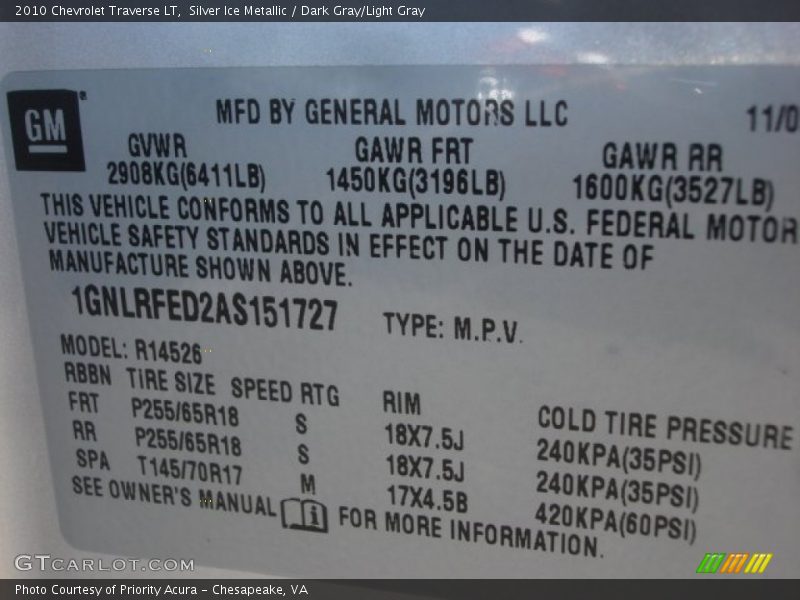 2010 Chevrolet Traverse LT, Silver Ice Metallic / Dark Gray/Light Gray
GM
MFD BY GENERAL MOTORS LLC
11/0
GVWR GAWR FRT GAWR RR
2908KG(6411LB) 1450KG(3196LB) 1600KG(3527LB)
THIS VEHICLE CONFORMS TO ALL APPLICABLE U.S. FEDERAL MOTOR
VEHICLE SAFETY STANDARDS IN EFFECT ON THE DATE OF
MANUFACTURE SHOWN ABOVE.
1GNLRFED2AS151727 TYPE: M.P.V.
MODEL: R14526
RBBN TIRE SIZE SPEED RTG RIM COLD TIRE PRESSURE
FRT P255/65R18 S 18X7.5J 240KPA(35PSI)
RR P255/65R18 S 18X7.5J 240KPA(35PSI)
SPA T145/70R17 M 17X4.5B 420KPA(60PSI)
SEE OWNER'S MANUAL i FOR MORE INFORMATION.
GTCARLOT.COM
Photo Courtesy of Priority Acura – Chesapeake, VA